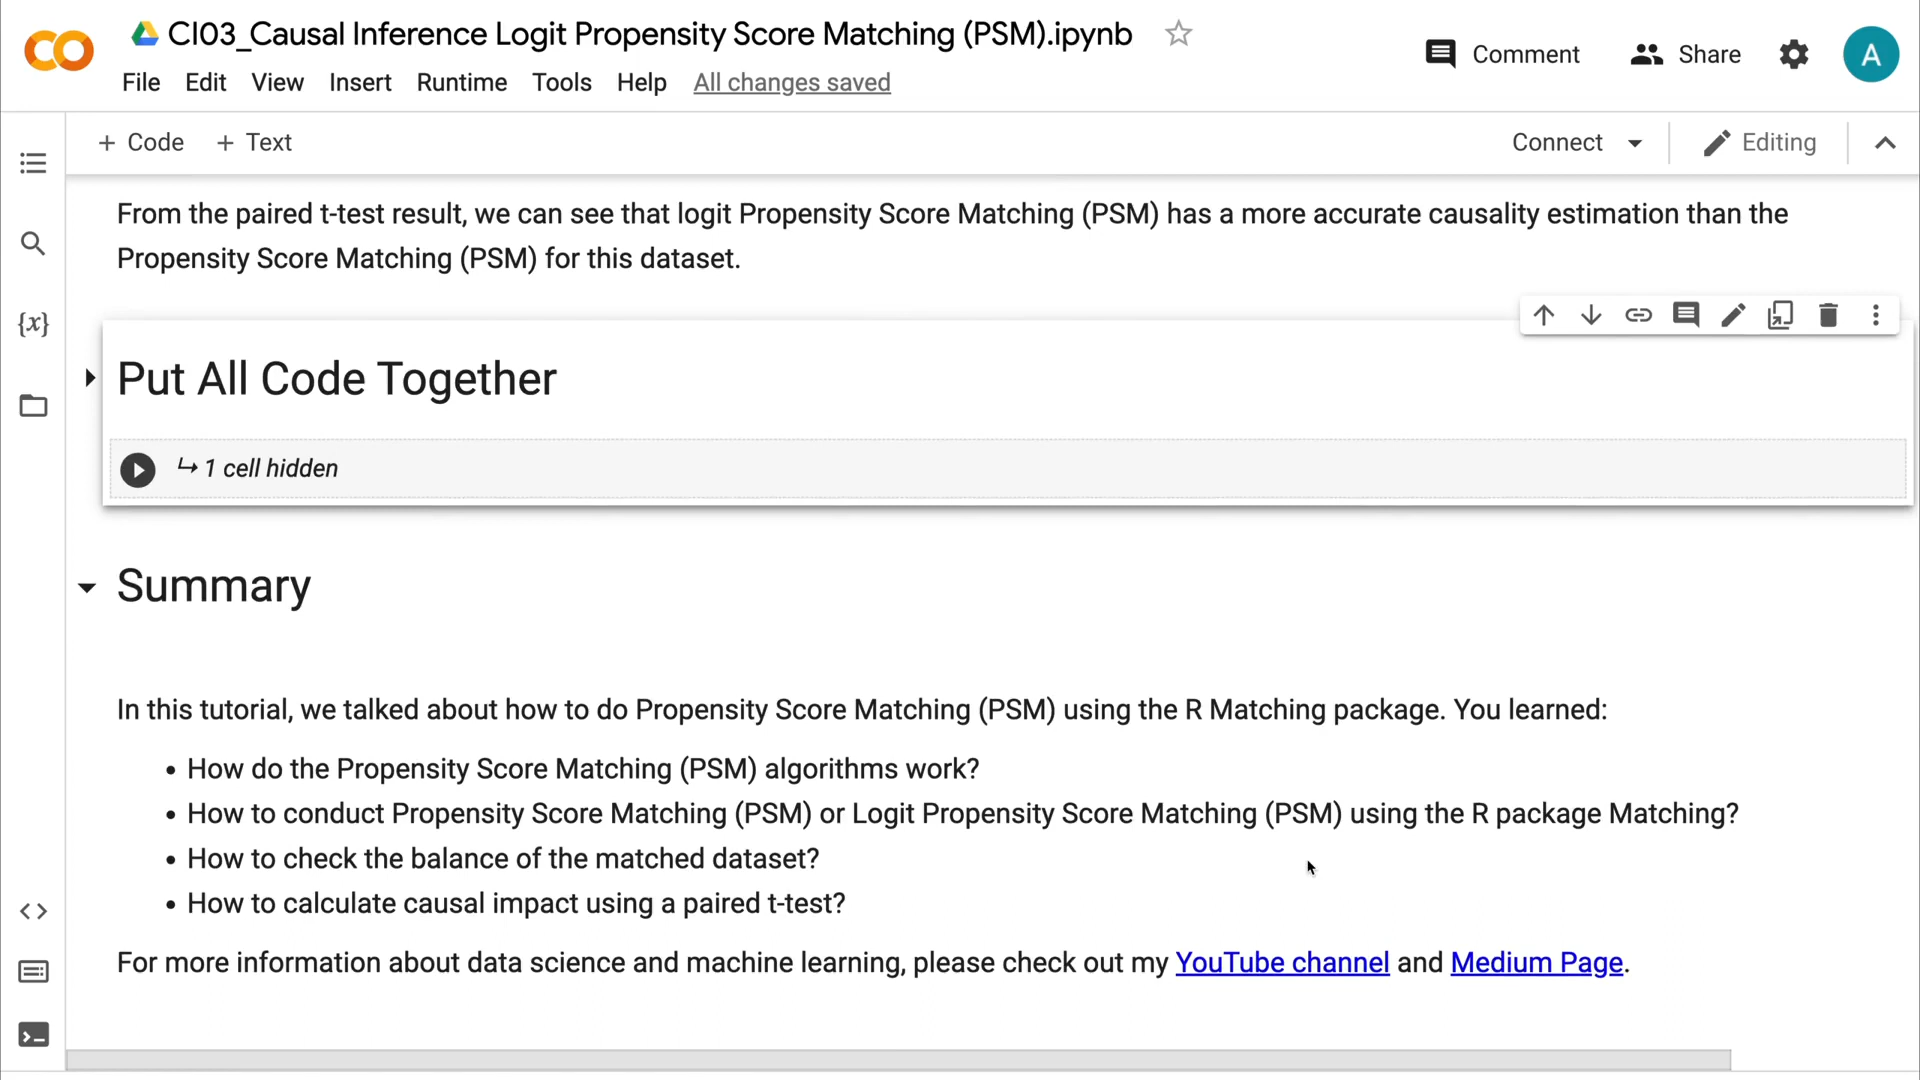 CI03_Causal Inference Logit Propensity Score Matching (PSM).ipynb
Comment
Share
A
File Edit View Insert Runtime Tools Help All changes saved
+ Code + Text
Connect
Editing
From the paired t-test result, we can see that logit Propensity Score Matching (PSM) has a more accurate causality estimation than the
Propensity Score Matching (PSM) for this dataset.
{x}
Put All Code Together
↳ 1 cell hidden
Summary
In this tutorial, we talked about how to do Propensity Score Matching (PSM) using the R Matching package. You learned:
• How do the Propensity Score Matching (PSM) algorithms work?
• How to conduct Propensity Score Matching (PSM) or Logit Propensity Score Matching (PSM) using the R package Matching?
• How to check the balance of the matched dataset?
• How to calculate causal impact using a paired t-test?
For more information about data science and machine learning, please check out my YouTube channel and Medium Page.